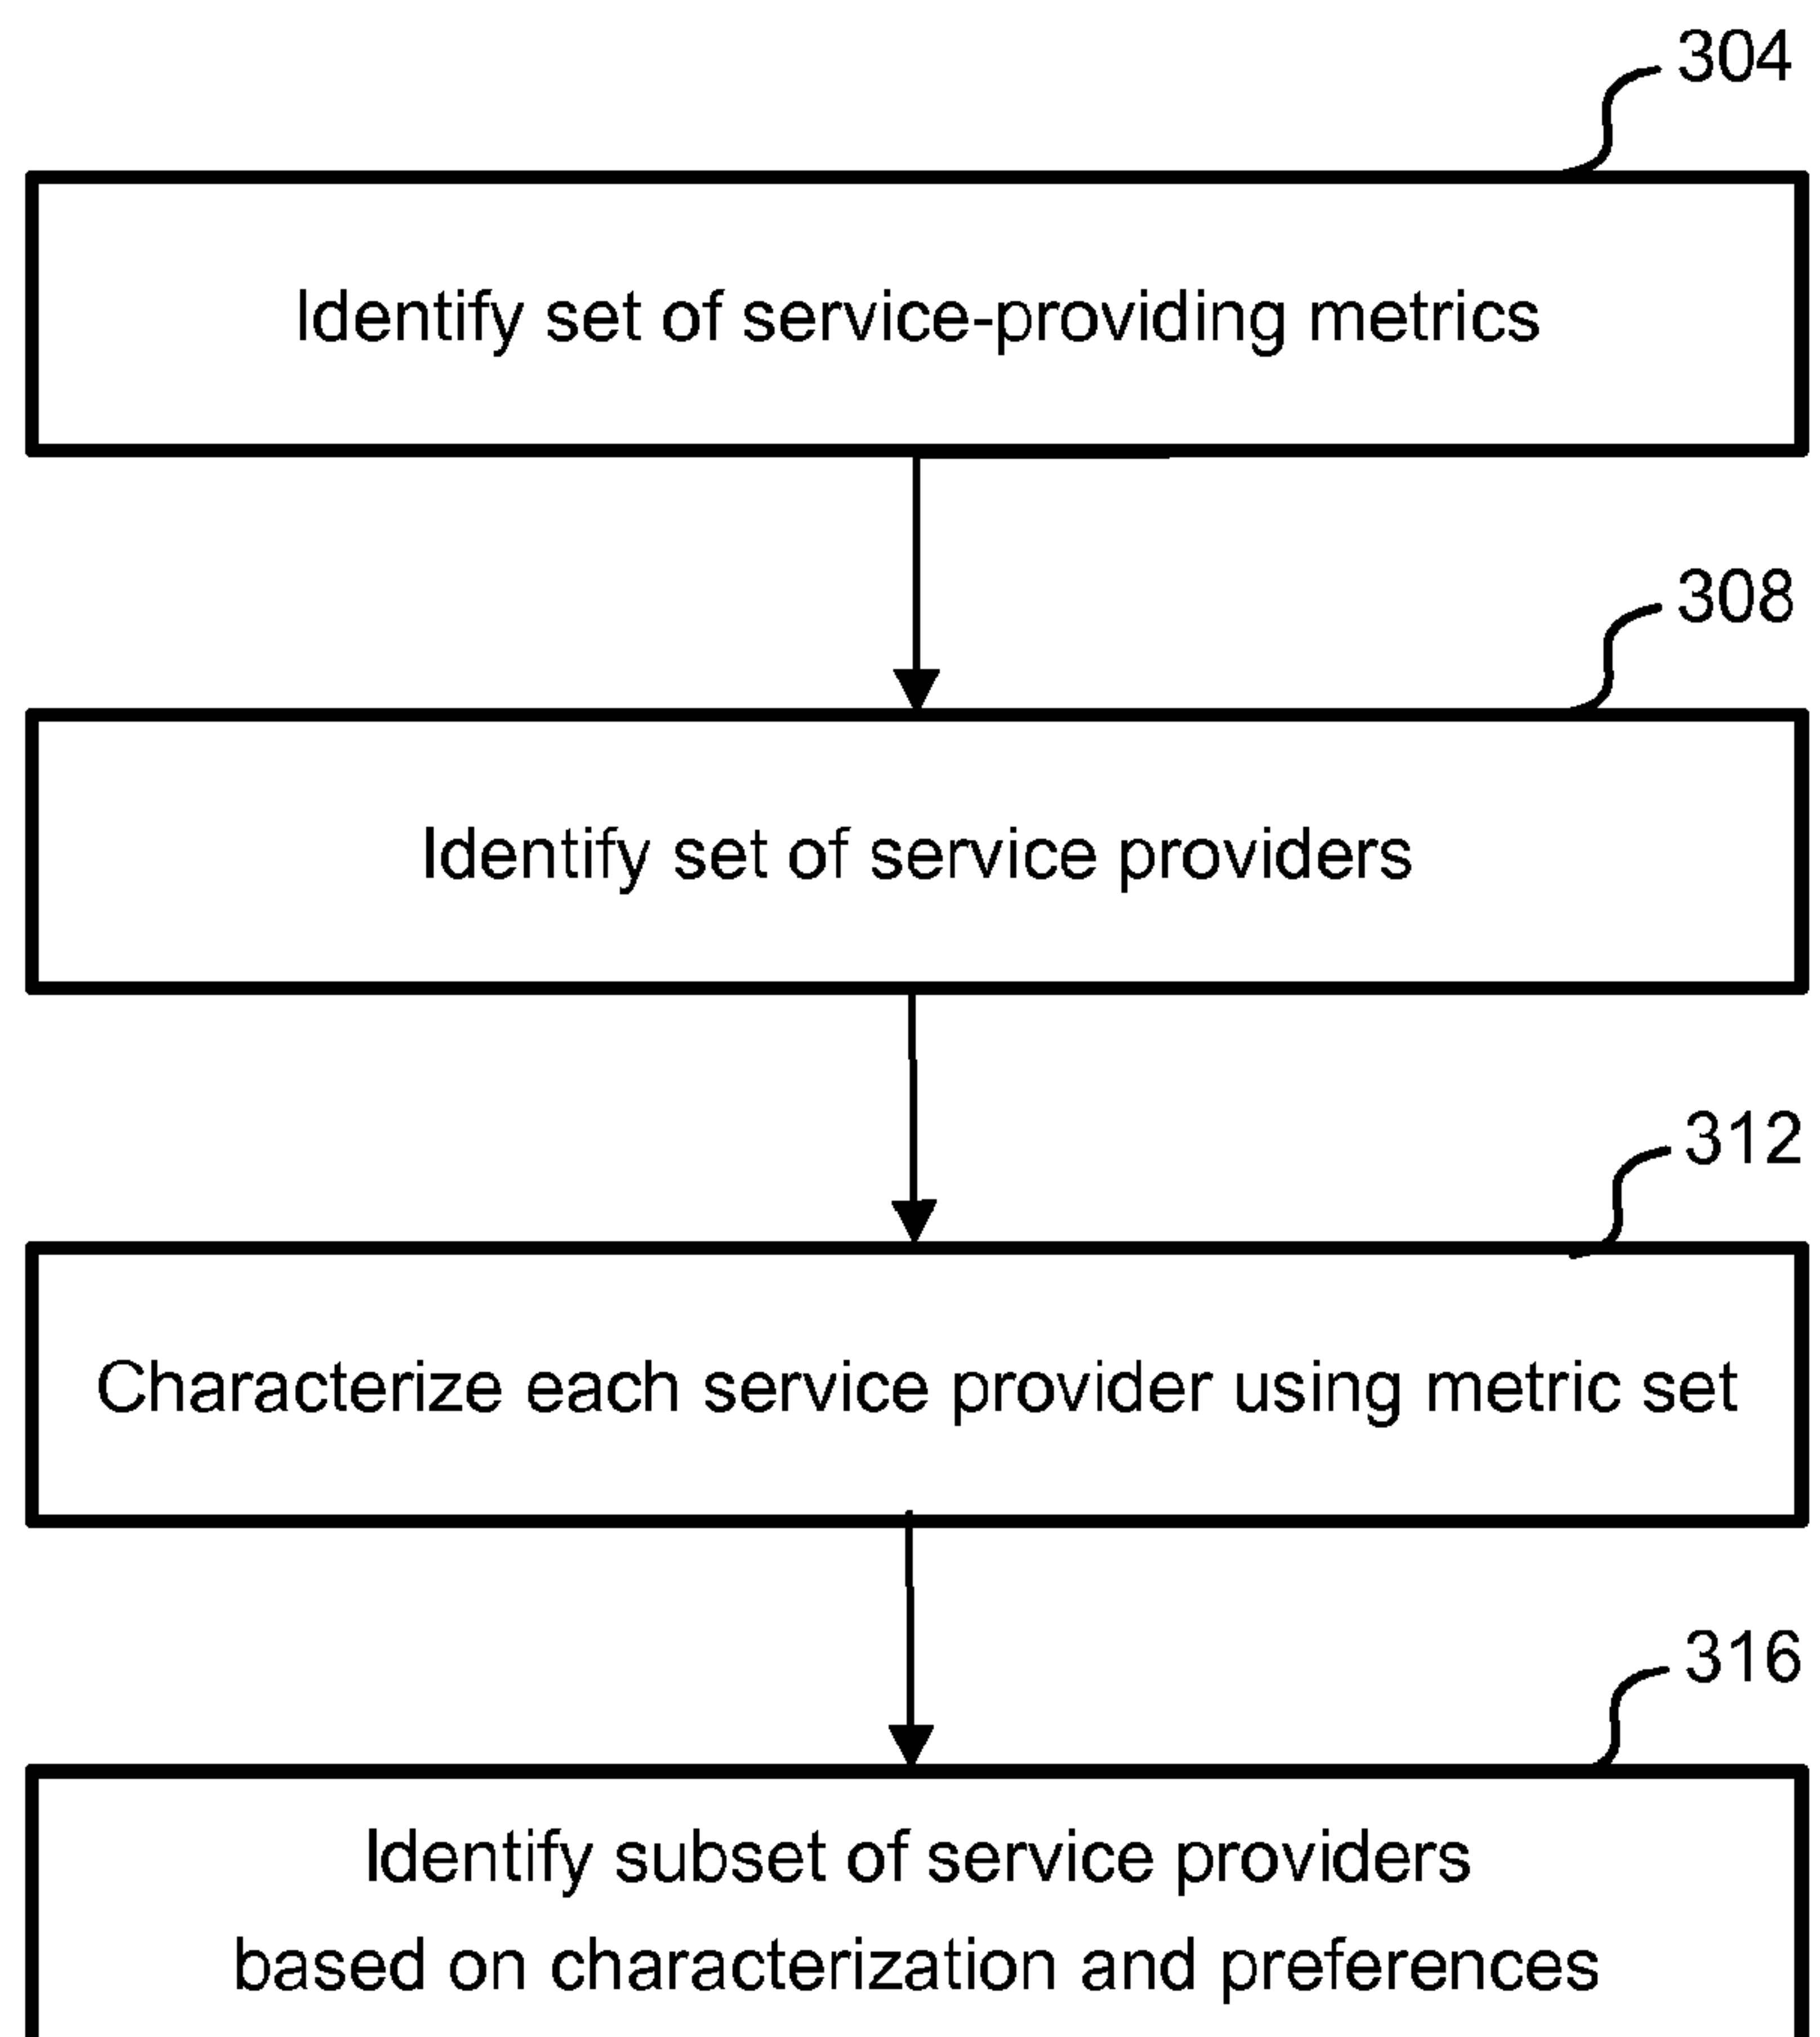 304
Identify set of service-providing metrics
308
Identify set of service providers
312
Characterize each service provider using metric set
316
Identify subset of service providers
based on characterization and preferences